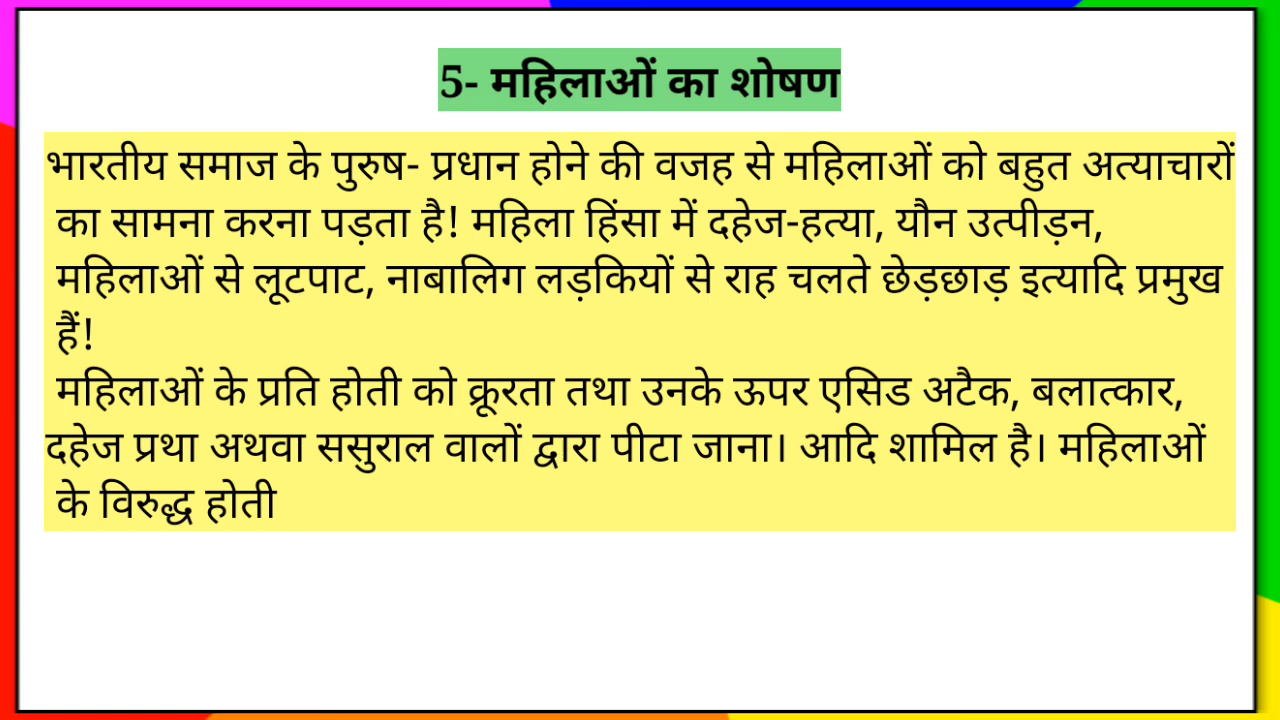 5- महिलाओं का शोषण
भारतीय समाज के पुरुष- प्रधान होने की वजह से महिलाओं को बहुत अत्याचारों
का सामना करना पड़ता है! महिला हिंसा में दहेज-हत्या, यौन उत्पीड़न,
महिलाओं से लूटपाट, नाबालिग लड़कियों से राह चलते छेड़छाड़ इत्यादि प्रमुख
हैं!
महिलाओं के प्रति होती को क्रूरता तथा उनके ऊपर एसिड अटैक, बलात्कार,
दहेज प्रथा अथवा ससुराल वालों द्वारा पीटा जाना। आदि शामिल है। महिलाओं
के विरुद्ध होती